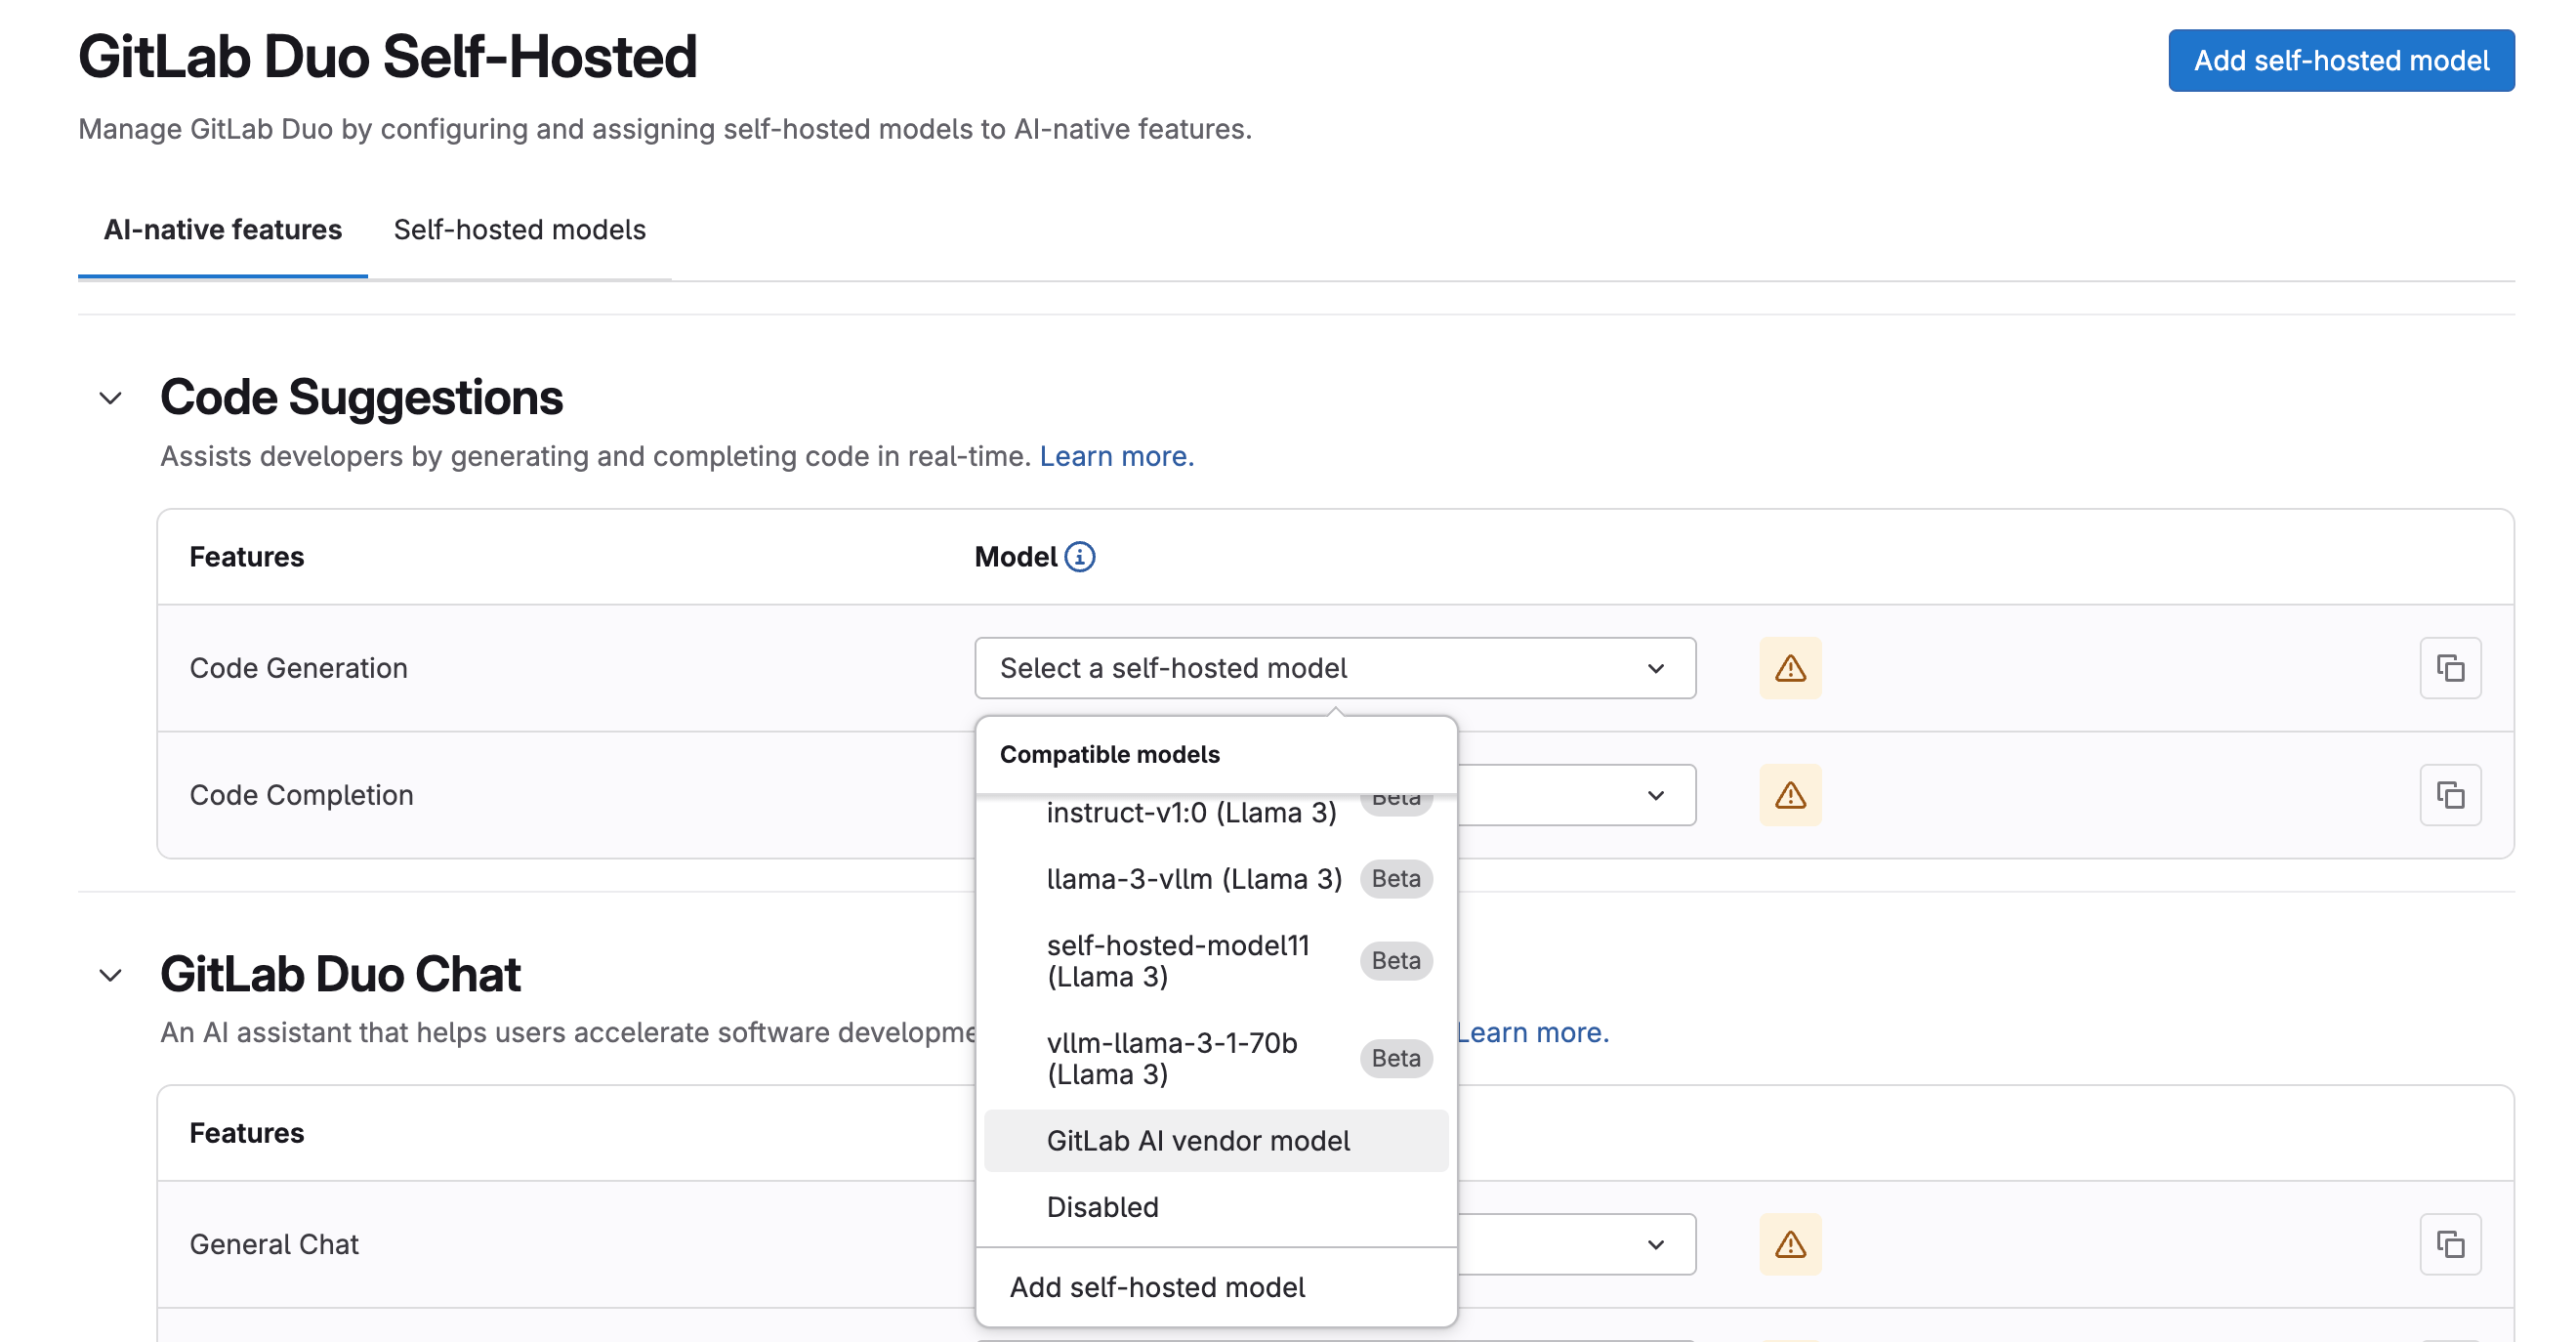 GitLab Duo Self-Hosted
Add self-hosted model
Manage GitLab Duo by configuring and assigning self-hosted models to AI-native features.
AI-native features
Self-hosted models
Code Suggestions
Assists developers by generating and completing code in real-time. Learn more.
Features
Model
Code Generation
Select a self-hosted model
Compatible models
Code Completion
instruct-v1:0 (Llama 3)
Beta
llama-3-vllm (Llama 3)
Beta
self-hosted-model11
(Llama 3)
Beta
vllm-llama-3-1-70b
(Llama 3)
Beta
GitLab AI vendor model
Disabled
Add self-hosted model
GitLab Duo Chat
An AI assistant that helps users accelerate software developme
Learn more.
Features
General Chat